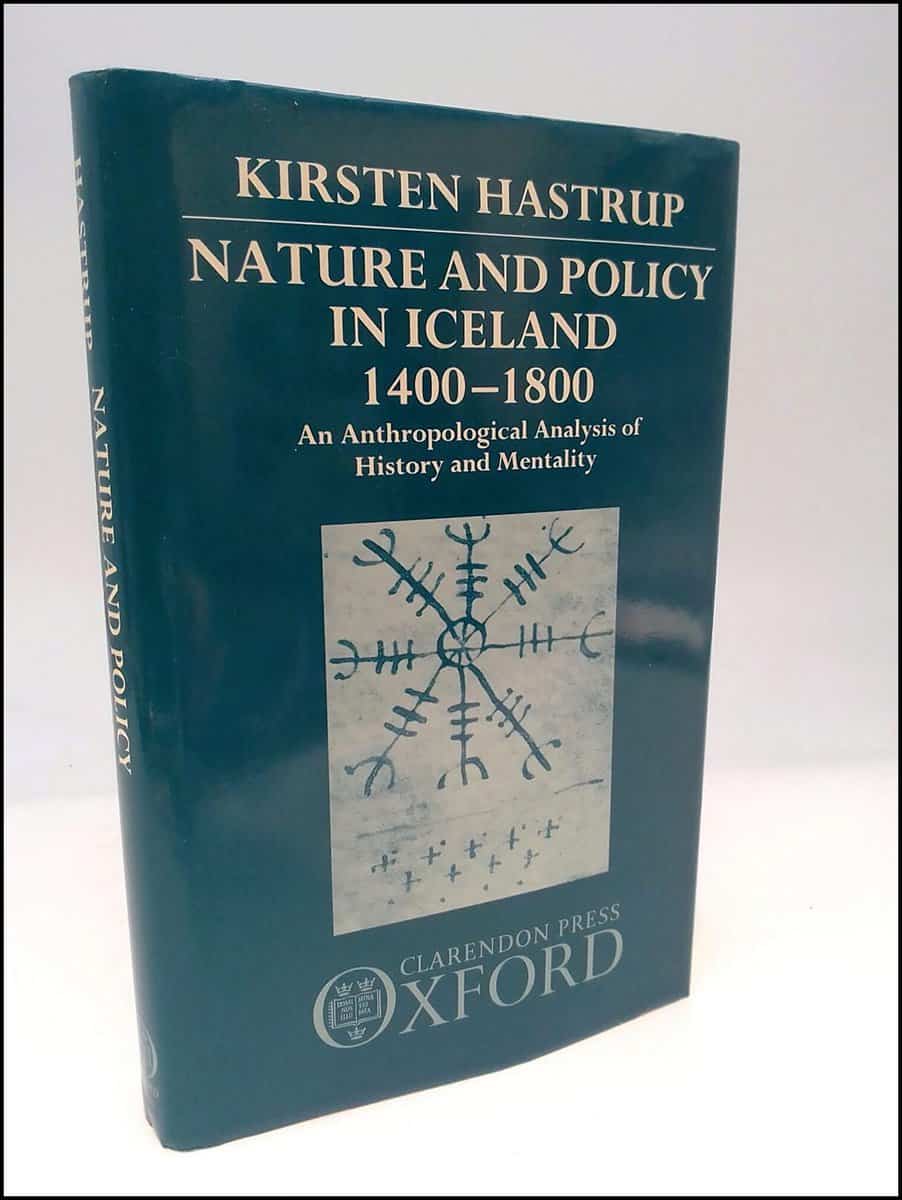 KIRSTEN HASTRUP
NATURE AND POLICY
IN ICELAND
1400–1800
An Anthropological Analysis of
History and Mentality
CLARENDON PRESS
OXFORD
HASTRUP NATURE AND POLICY